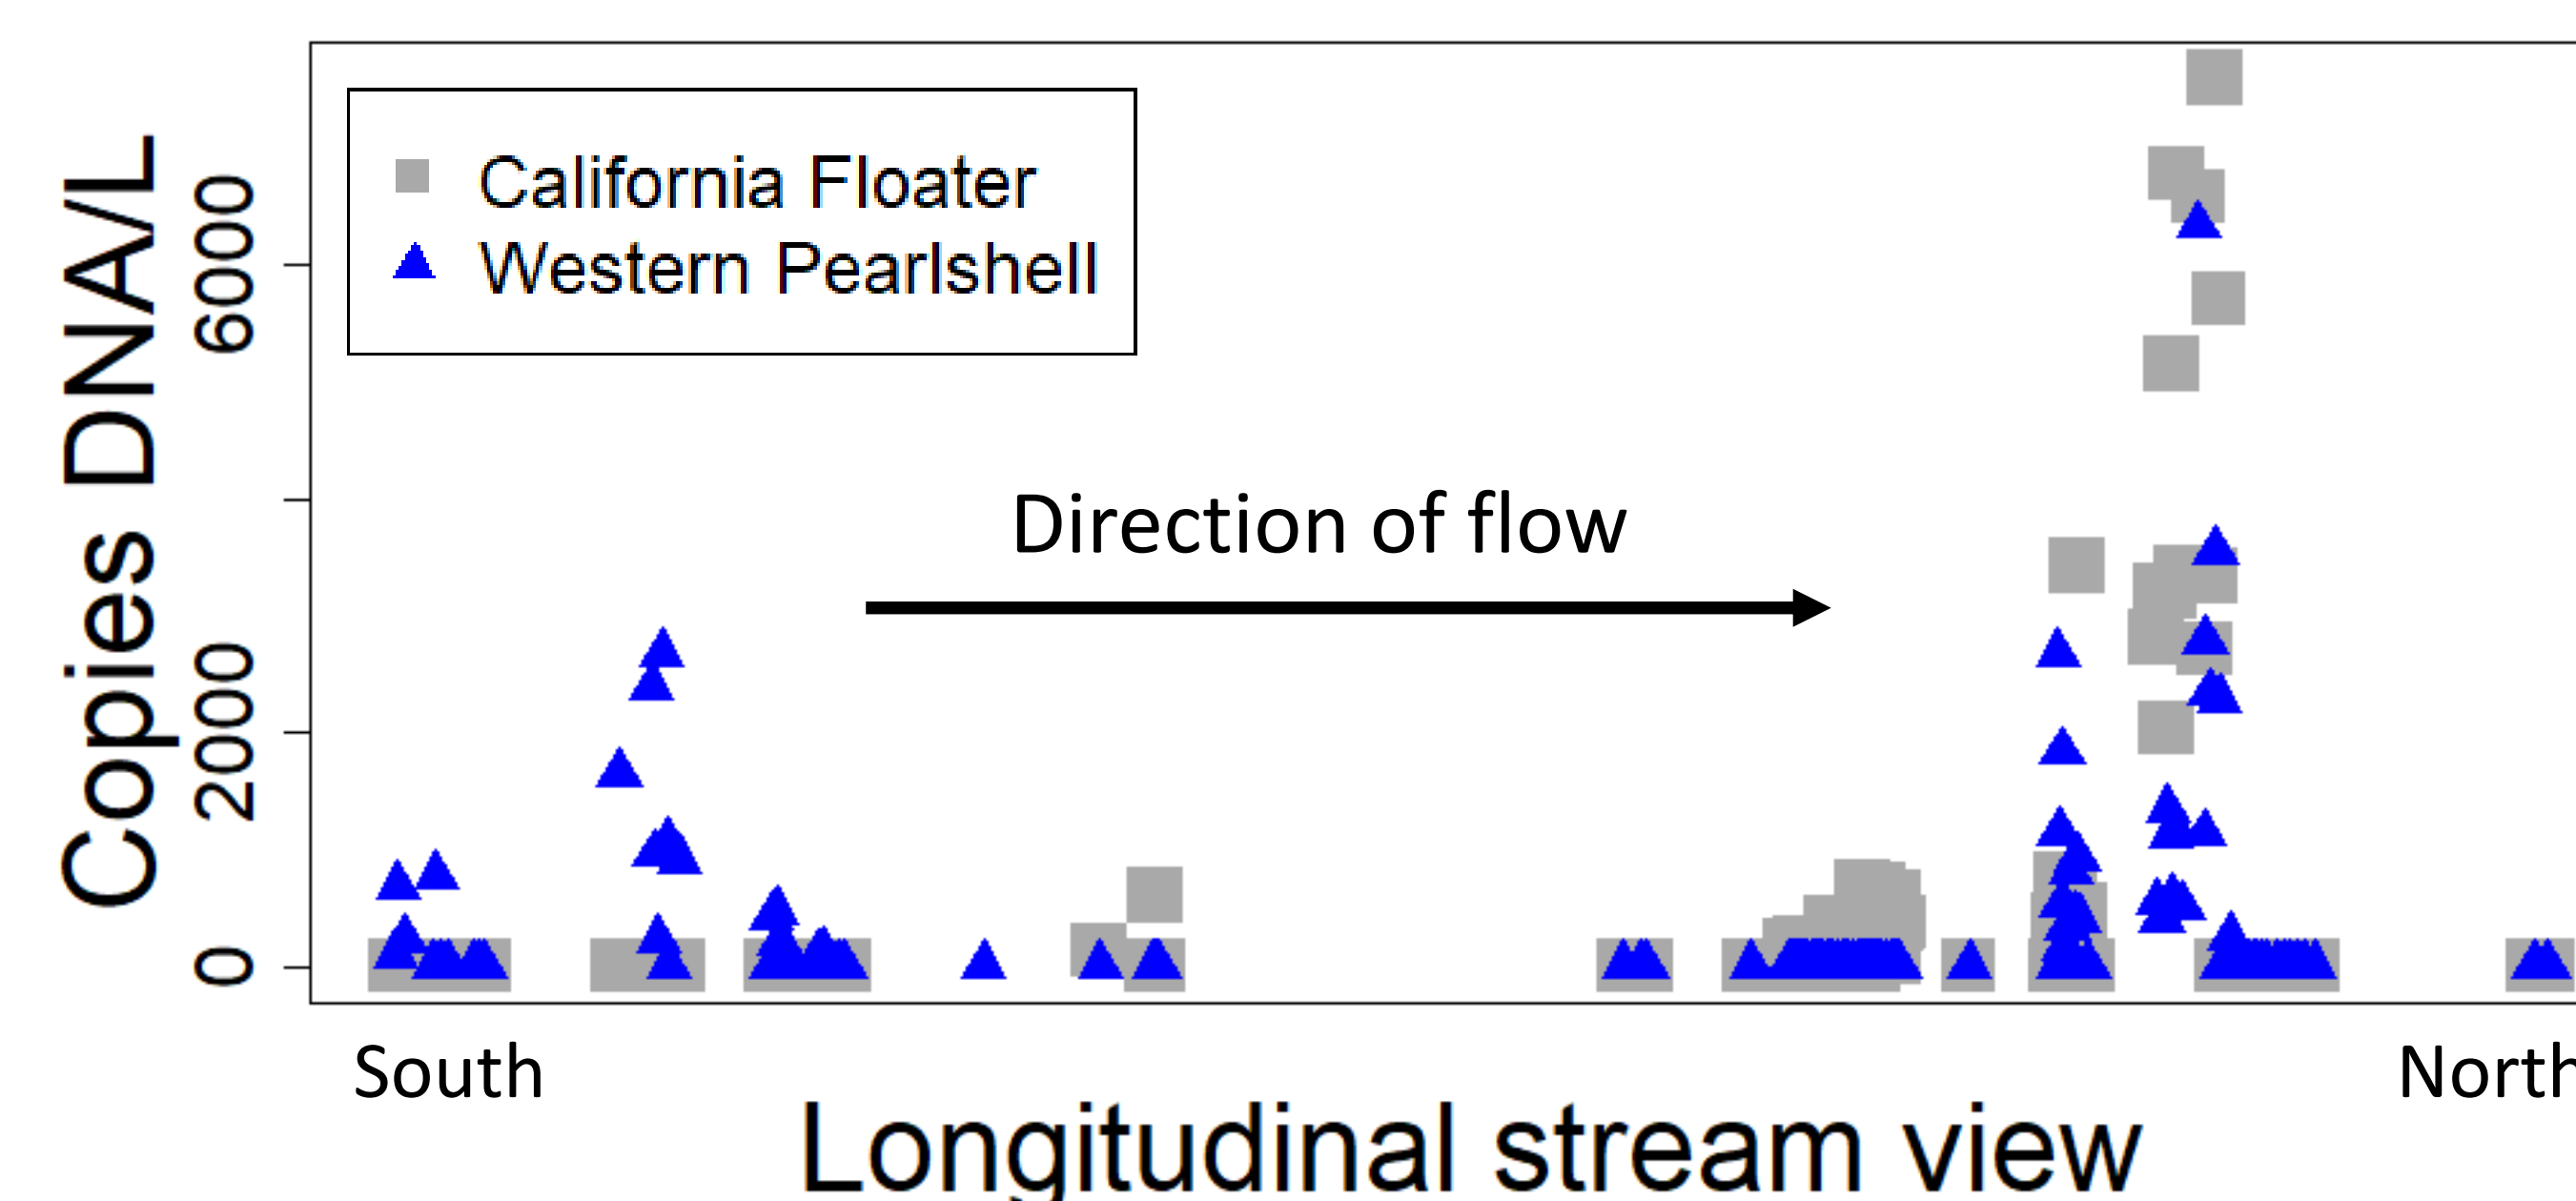 California Floater
Western Pearlshell
Copies DNA/L
6000
2000
0
Direction of flow
South
North
Longitudinal stream view